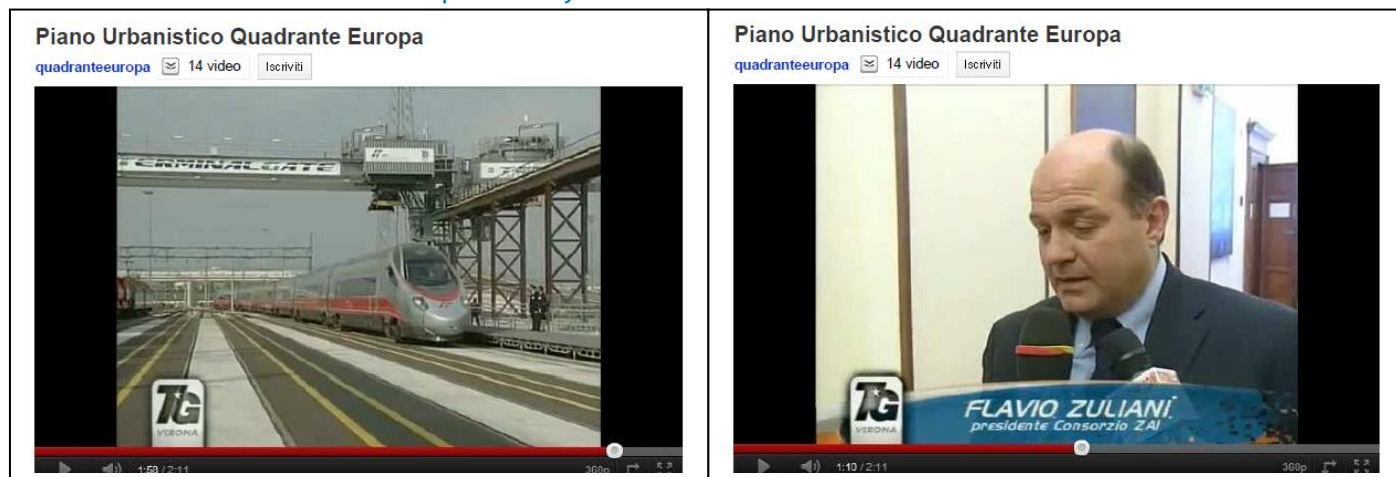 Piano Urbanistico Quadrante Europa
quadranteeuropa 14 video Iscriviti
TERMINALGATE
TG
VERONA
1:58 / 2:11 360p
Piano Urbanistico Quadrante Europa
quadranteeuropa 14 video Iscriviti
TG
VERONA
FLAVIO ZULIANI
presidente Consorzio ZAI
1:10 / 2:11 360p